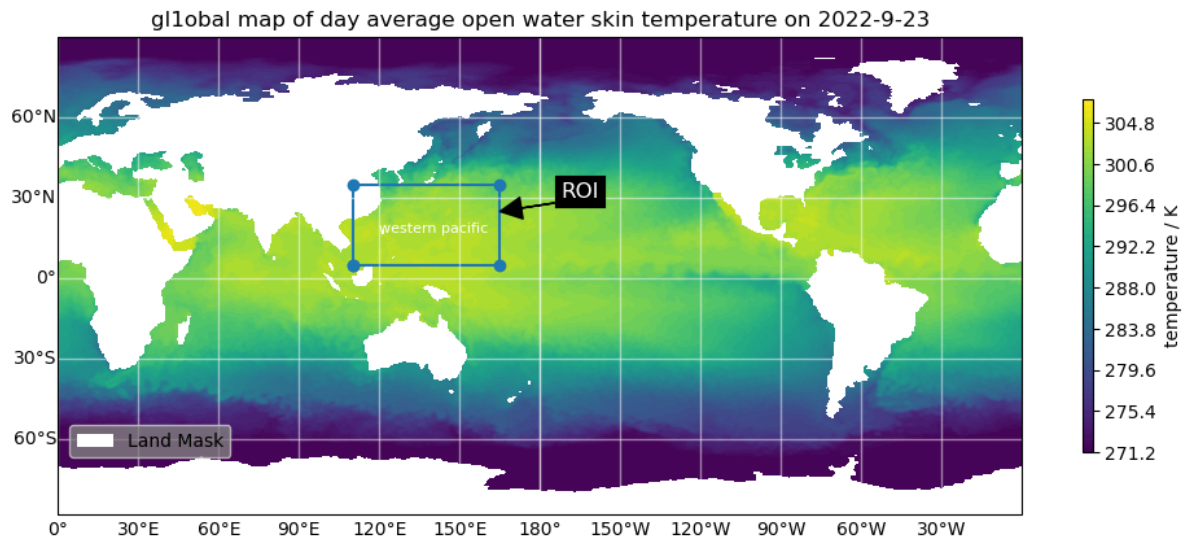 gl1obal map of day average open water skin temperature on 2022-9-23
60°N
30°N
0°
30°S
60°S
ROI
western pacific
Land Mask
0°
30°E
60°E
90°E
120°E
150°E
180°
150°W
120°W
90°W
60°W
30°W
304.8
300.6
296.4
292.2
288.0
283.8
279.6
275.4
271.2
temperature / K